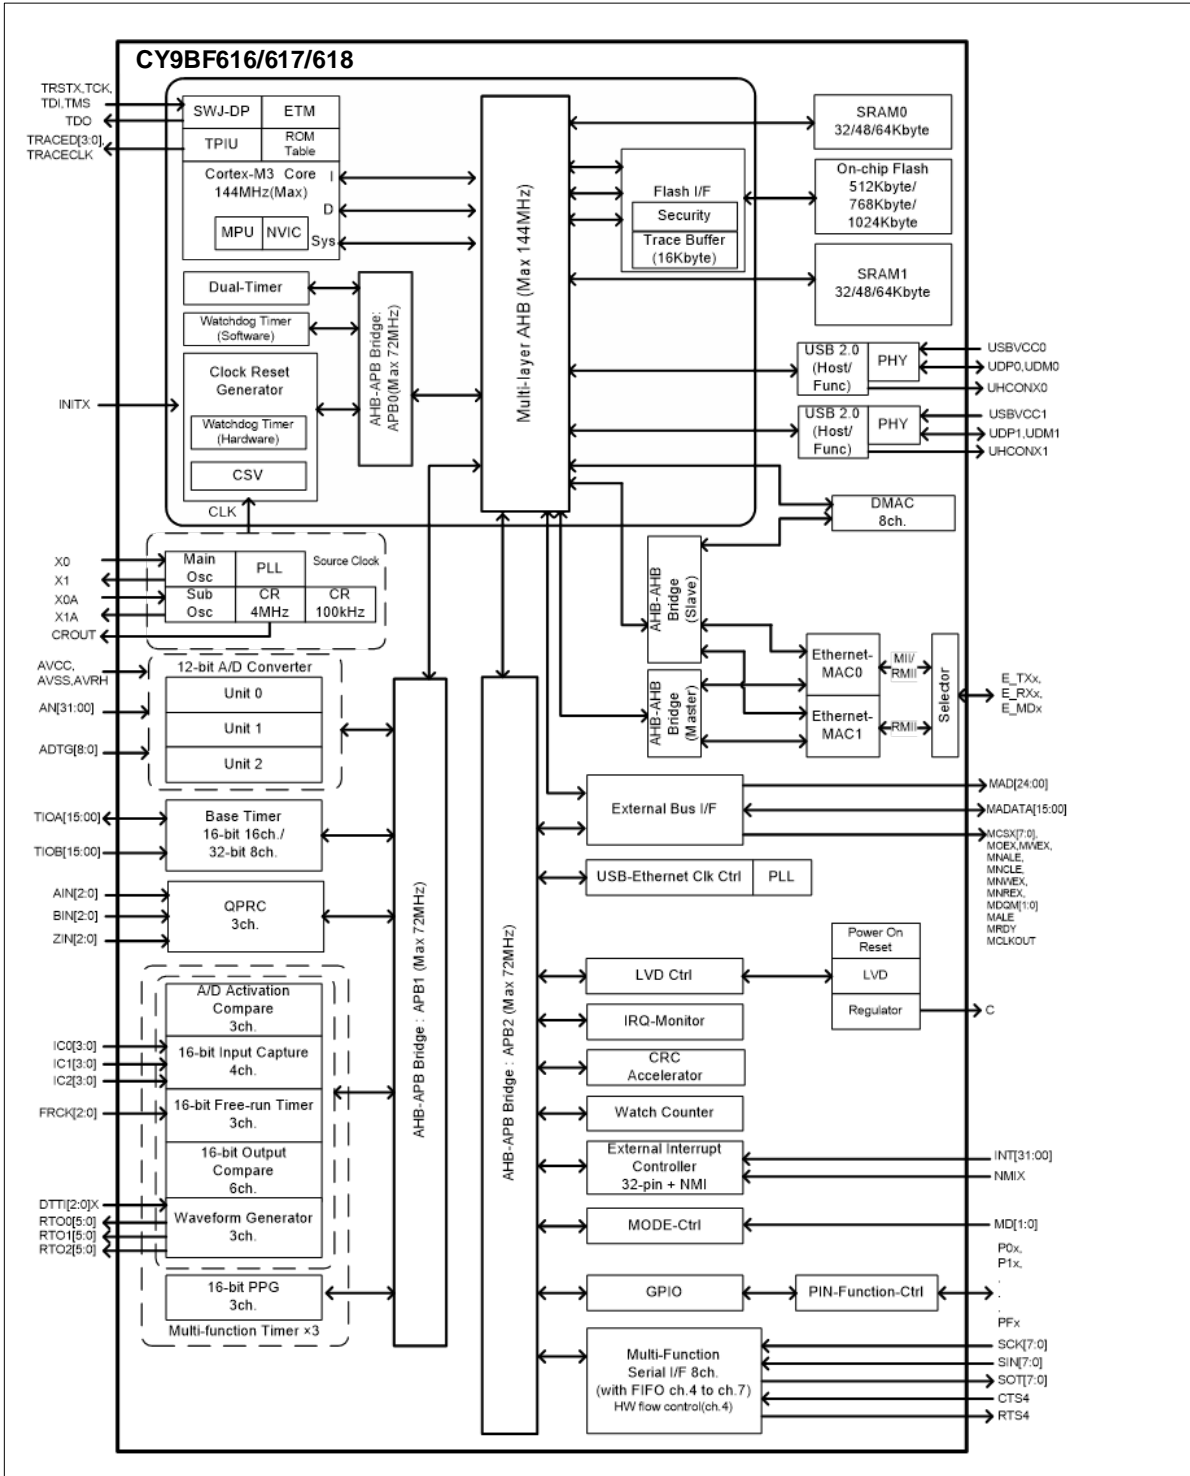 CY9BF616/617/618
TRSTX,TCK,
TDI,TMS
TDO
TRACED[3:0],
TRACECLK
SWJ-DP
ETM
TPIU
ROM
Table
Cortex-M3 Core
144MHz(Max)
I
D
Sys
MPU
NVIC
Dual-Timer
Watchdog Timer
(Software)
Clock Reset
Generator
Watchdog Timer
(Hardware)
CSV
INITX
CLK
AHB-APB Bridge:
APB0(Max 72MHz)
Multi-layer AHB (Max 144MHz)
Flash I/F
Security
Trace Buffer
(16Kbyte)
SRAM0
32/48/64Kbyte
On-chip Flash
512Kbyte/
768Kbyte/
1024Kbyte
SRAM1
32/48/64Kbyte
USB 2.0
(Host/
Func)
PHY
USBVCC0
UDP0,UDM0
UHCONX0
USB 2.0
(Host/
Func)
PHY
USBVCC1
UDP1,UDM1
UHCONX1
DMAC
8ch.
X0
X1
X0A
X1A
CROUT
Main
Osc
PLL
Source Clock
Sub
Osc
CR
4MHz
CR
100kHz
AHB-AHB
Bridge
(Slave)
AHB-AHB
Bridge
(Master)
Ethernet-
MAC0
Ethernet-
MAC1
MII/
RMII
RMII
Selector
E_TXx,
E_RXx,
E_MDx
AVCC,
AVSS,AVRH
AN[31:00]
ADTG[8:0]
12-bit A/D Converter
Unit 0
Unit 1
Unit 2
TIOA[15:00]
TIOB[15:00]
Base Timer
16-bit 16ch./
32-bit 8ch.
AIN[2:0]
BIN[2:0]
ZIN[2:0]
QPRC
3ch.
AHB-APB Bridge : APB1 (Max 72MHz)
AHB-APB Bridge : APB2 (Max 72MHz)
External Bus I/F
MAD[24:00]
MADATA[15:00]
MCSX[7:0],
MOEX,MWEX,
MNALE,
MNCLE,
MNWEX,
MNREX,
MDQM[1:0]
MALE
MRDY
MCLKOUT
USB-Ethernet Clk Ctrl
PLL
Power On
Reset
LVD
Regulator
C
LVD Ctrl
IRQ-Monitor
CRC
Accelerator
Watch Counter
External Interrupt
Controller
32-pin + NMI
INT[31:00]
NMIX
MODE-Ctrl
MD[1:0]
GPIO
PIN-Function-Ctrl
P0x,
P1x,
.
.
.
PFx
Multi-Function
Serial I/F 8ch.
(with FIFO ch.4 to ch.7)
HW flow control(ch.4)
SCK[7:0]
SIN[7:0]
SOT[7:0]
CTS4
RTS4
A/D Activation
Compare
3ch.
IC0[3:0]
IC1[3:0]
IC2[3:0]
16-bit Input Capture
4ch.
FRCK[2:0]
16-bit Free-run Timer
3ch.
16-bit Output
Compare
6ch.
DTTI[2:0]X
RTO0[5:0]
RTO1[5:0]
RTO2[5:0]
Waveform Generator
3ch.
16-bit PPG
3ch.
Multi-function Timer ×3